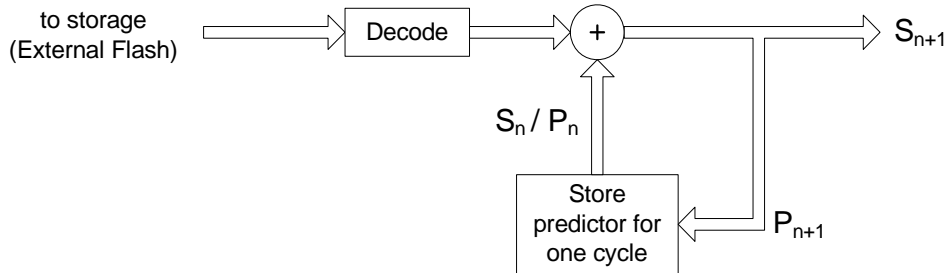 to storage
(External Flash)
Decode
+
Sn+1
Sn / Pn
Store
predictor for
one cycle
Pn+1